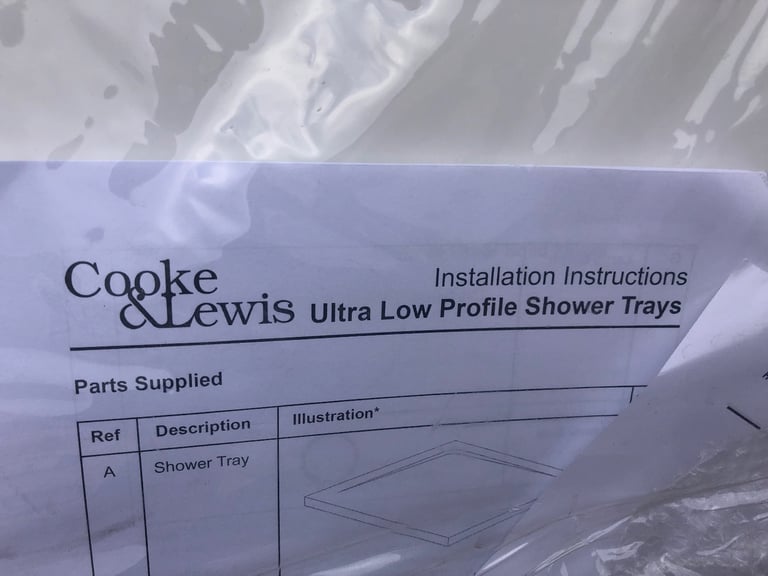 Cooke
&Lewis
Installation Instructions
Ultra Low Profile Shower Trays
Parts Supplied
Ref Description Illustration*
A Shower Tray